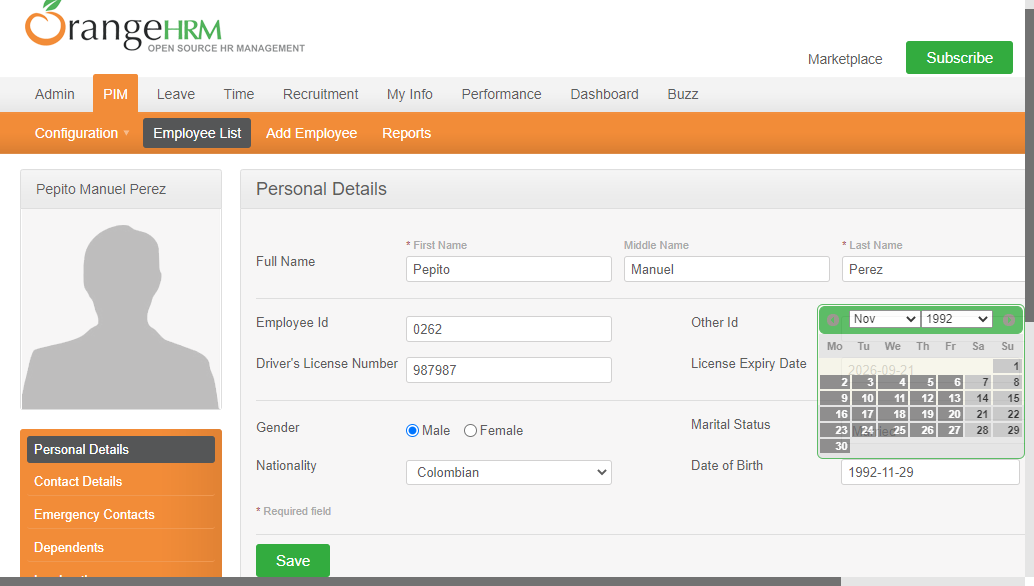 OrangeHRM
OPEN SOURCE HR MANAGEMENT
Marketplace
Subscribe
Admin PIM Leave Time Recruitment My Info Performance Dashboard Buzz
Configuration Employee List Add Employee Reports
Pepito Manuel Perez
Personal Details
* First Name Middle Name * Last Name
Full Name
Pepito Manuel Perez
Employee Id 0262 Other Id
Driver's License Number 987987 License Expiry Date 2026-09-21
Nov 1992
Mo Tu We Th Fr Sa Su
1
2 3 4 5 6 7 8
9 10 11 12 13 14 15
16 17 18 19 20 21 22
23 24 25 26 27 28 29
30
Gender Male Female Marital Status
Nationality Colombian Date of Birth 1992-11-29
* Required field
Save
Personal Details
Contact Details
Emergency Contacts
Dependents